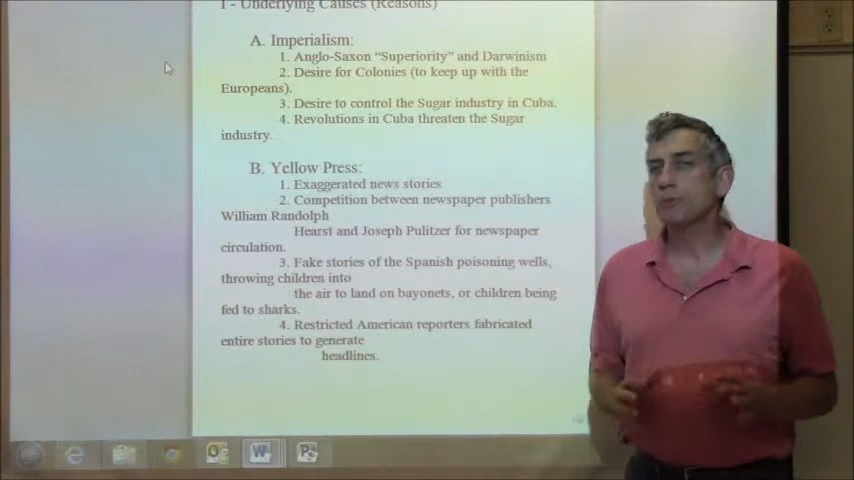 I - Underlying Causes (Reasons)
A. Imperialism:
1. Anglo-Saxon “Superiority” and Darwinism
2. Desire for Colonies (to keep up with the
Europeans).
3. Desire to control the Sugar industry in Cuba.
4. Revolutions in Cuba threaten the Sugar
industry.
B. Yellow Press:
1. Exaggerated news stories
2. Competition between newspaper publishers
William Randolph
Hearst and Joseph Pulitzer for newspaper
circulation.
3. Fake stories of the Spanish poisoning wells,
throwing children into
the air to land on bayonets, or children being
fed to sharks.
4. Restricted American reporters fabricated
entire stories to generate
headlines.